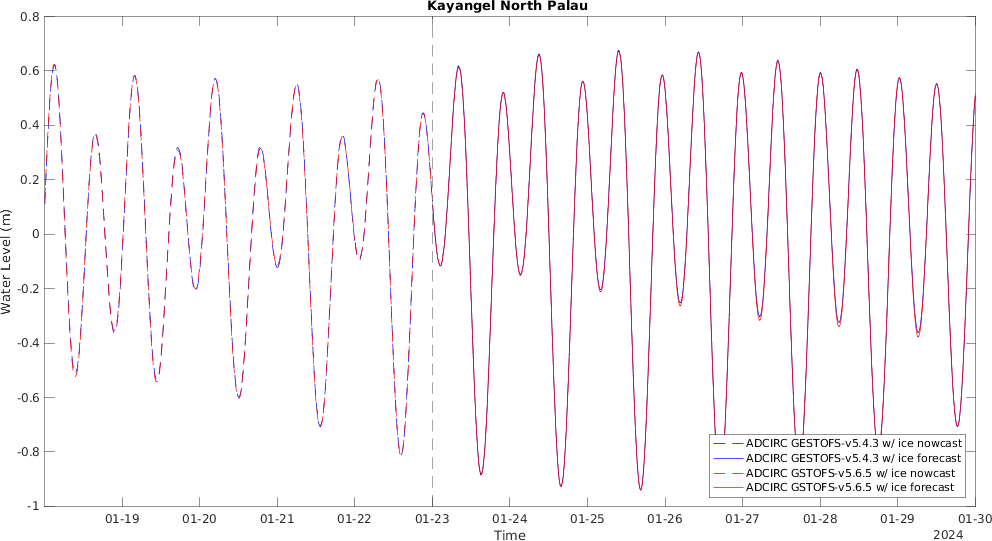 Kayangel North Palau
0.8
0.6
0.4
0.2
0
-0.2
-0.4
-0.6
-0.8
-1
Water Level (m)
ADCIRC GESTOFS-v5.4.3 w/ ice nowcast
ADCIRC GESTOFS-v5.4.3 w/ ice forecast
ADCIRC GSTOFS-v5.6.5 w/ ice nowcast
ADCIRC GSTOFS-v5.6.5 w/ ice forecast
01-19 01-20 01-21 01-22 01-23 01-24 01-25 01-26 01-27 01-28 01-29 01-30
Time
2024